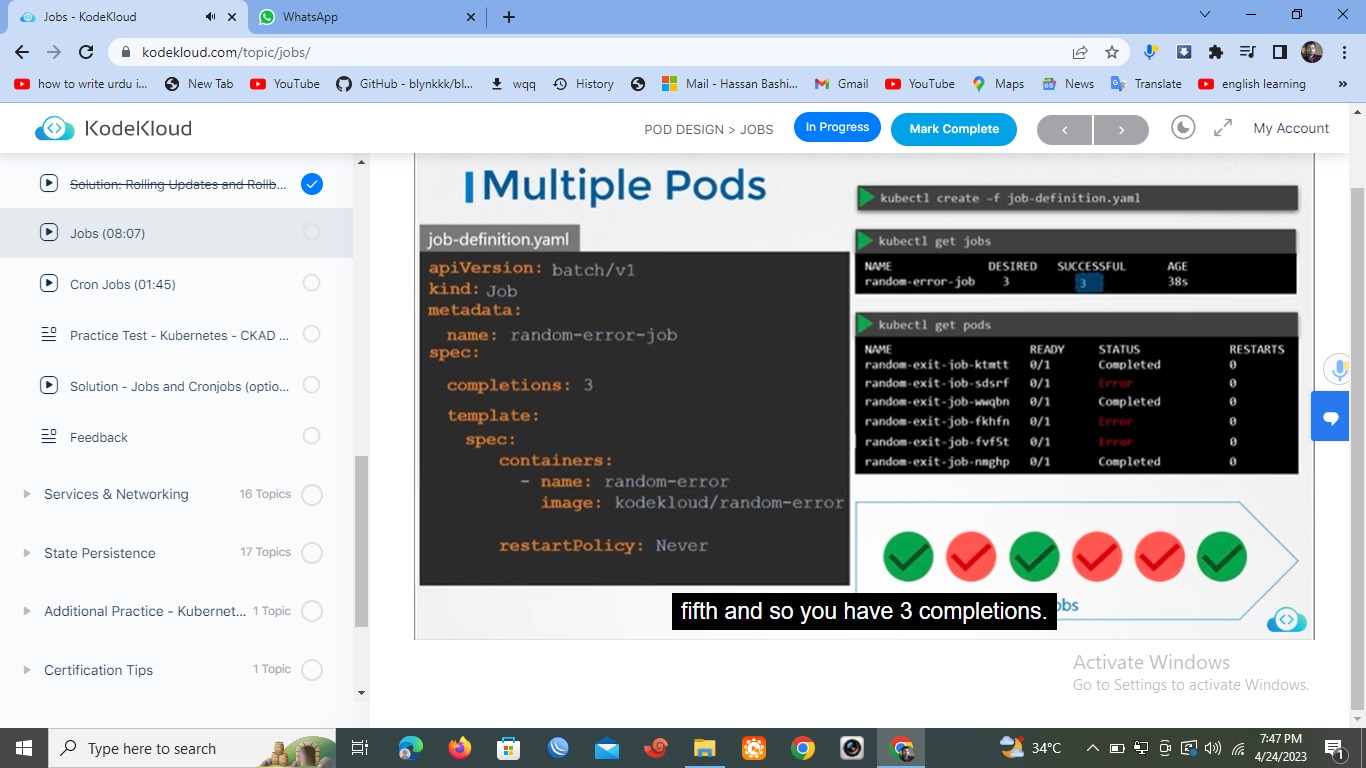 Jobs - KodeKloud
WhatsApp
kodekloud.com/topic/jobs/
how to write urdu i...
New Tab
YouTube
GitHub - blynkkk/bl...
wqq
History
Mail - Hassan Bashi...
Gmail
YouTube
Maps
News
Translate
english learning
»
KodeKloud
POD DESIGN > JOBS
In Progress
Mark Complete
My Account
Solution: Rolling Updates and Rollb...
Jobs (08:07)
Cron Jobs (01:45)
Practice Test - Kubernetes - CKAD ...
Solution - Jobs and Cronjobs (optio...
Feedback
Services & Networking 16 Topics
State Persistence 17 Topics
Additional Practice - Kubernet... 1 Topic
Certification Tips 1 Topic
Multiple Pods
job-definition.yaml
apiVersion: batch/v1
kind: Job
metadata:
name: random-error-job
spec:
completions: 3
template:
spec:
containers:
- name: random-error
image: kodekloud/random-error
restartPolicy: Never
kubectl create -f job-definition.yaml
kubectl get jobs
NAME DESIRED SUCCESSFUL AGE
random-error-job 3 3 38s
kubectl get pods
NAME READY STATUS RESTARTS
random-exit-job-ktmtt 0/1 Completed 0
random-exit-job-sdsrf 0/1 Error 0
random-exit-job-wwqbn 0/1 Completed 0
random-exit-job-fkhfn 0/1 Error 0
random-exit-job-fvf5t 0/1 Error 0
random-exit-job-nmghp 0/1 Completed 0
obs
fifth and so you have 3 completions.
Activate Windows
Go to Settings to activate Windows.
Type here to search
34°C
7:47 PM
4/24/2023
1